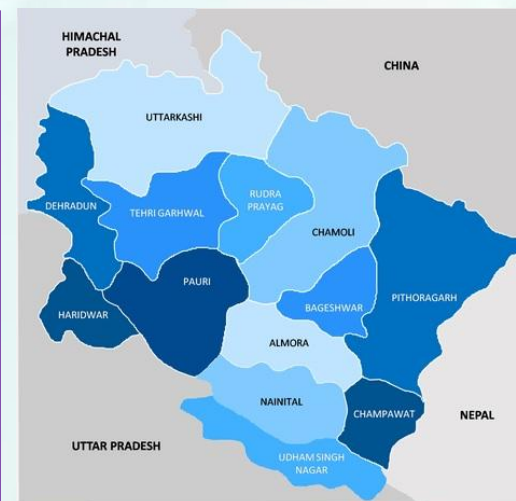 HIMACHAL
PRADESH
CHINA
UTTARKASHI
DEHRADUN
TEHRI GARHWAL
RUDRA
PRAYAG
CHAMOLI
PAURI
HARIDWAR
BAGESHWAR
PITHORAGARH
ALMORA
NAINITAL
CHAMPAWAT
NEPAL
UTTAR PRADESH
UDHAM SINGH
NAGAR